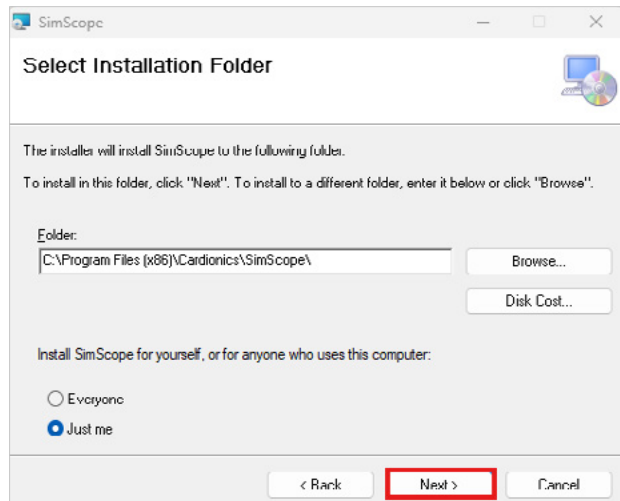 SimScope
Select Installation Folder
The installer will install SimScope to the following folder.
To install in this folder, click "Next". To install to a different folder, enter it below or click "Browse".
Folder:
C:\Program Files (x86)\Cardionics\SimScope\
Browse...
Disk Cost...
Install SimScope for yourself, or for anyone who uses this computer:
Everyone
Just me
< Back
Next >
Cancel